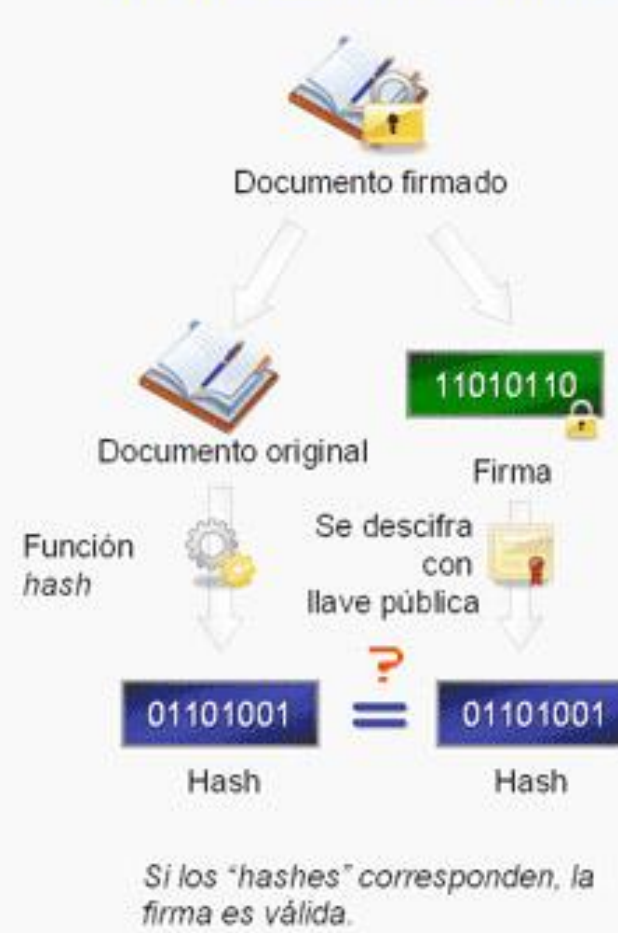 Documento firmado
11010110
Documento original
Firma
Función
hash
Se descifra
con
llave pública
?
=
01101001
01101001
Hash
Hash
Si los “hashes” corresponden, la
firma es válida.